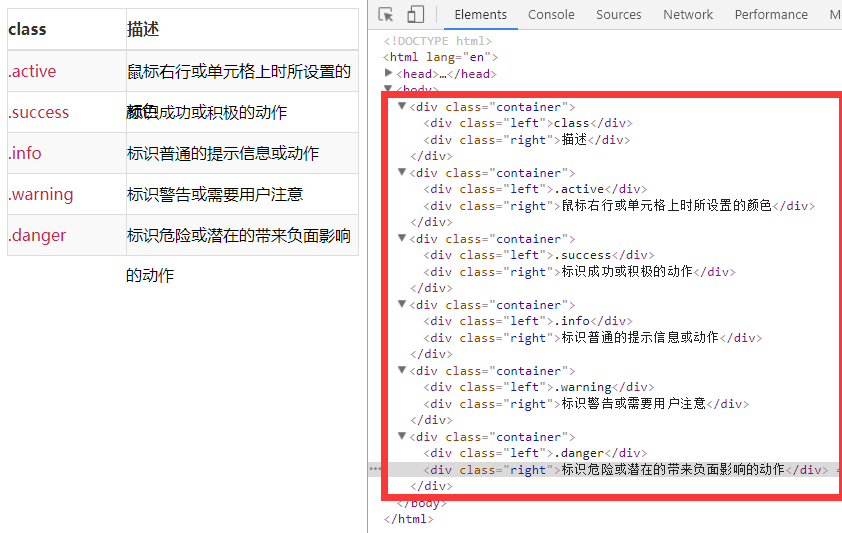 class 描述
.active 鼠标右行或单元格上时所设置的
颜色
.success 标识成功或积极的动作
.info 标识普通的提示信息或动作
.warning 标识警告或需要用户注意
.danger 标识危险或潜在的带来负面影响
的动作
Elements Console Sources Network Performance M
<!DOCTYPE html>
<html lang="en">
<head>…</head>
<body>
<div class="container">
<div class="left">class</div>
<div class="right">描述</div>
</div>
<div class="container">
<div class="left">.active</div>
<div class="right">鼠标右行或单元格上时所设置的颜色</div>
</div>
<div class="container">
<div class="left">.success</div>
<div class="right">标识成功或积极的动作</div>
</div>
<div class="container">
<div class="left">.info</div>
<div class="right">标识普通的提示信息或动作</div>
</div>
<div class="container">
<div class="left">.warning</div>
<div class="right">标识警告或需要用户注意</div>
</div>
<div class="container">
<div class="left">.danger</div>
<div class="right">标识危险或潜在的带来负面影响的动作</div> =
</div>
</body>
</html>